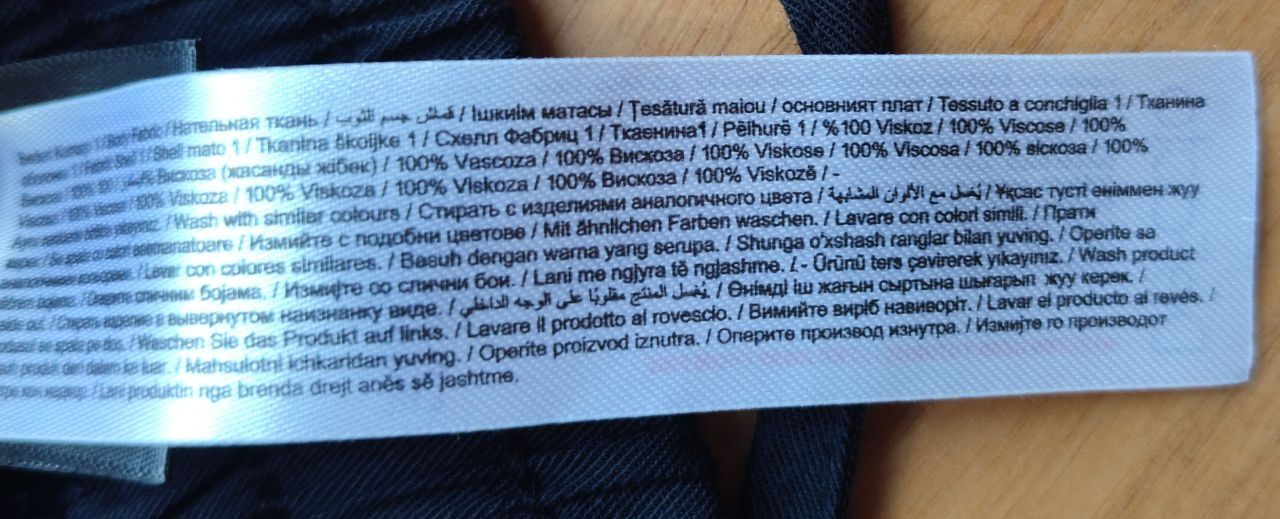 Нательная ткань / قماش جسم للثوب / Ішкиім матасы / Țesătură maiou / основният плат / Tessuto a conchiglia 1 / Тканина
1 / Shell mato 1 / Tkanina školjke 1 / Схелл Фабриц 1 / Ткаенина1 / Pëlhurë 1 / %100 Viskoz / 100% Viscose / 100%
Вискоза (жасанды жібек) / 100% Vascoza / 100% Вискоза / 100% Viskose / 100% Viscosa / 100% віскоза / 100%
/ 100% Viskoza / 100% Viskoza / 100% Вискоза / 100% Viskozë / -
/ Wash with similar colours / Стирать с изделиями аналогичного цвета / يُغسل مع الألوان المشابهة / Ұқсас түсті өніммен жуу
/ Измийте с подобни цветове / Mit ähnlichen Farben waschen. / Lavare con colori simili. / Прати
/ Lavar con colores similares. / Basuh dengan warna yang serupa. / Shunga o'xshash ranglar bilan yuving. / Operite sa
бојама. / Измијте со слични бои. / Lani me ngjyra të ngjashme. /.- Ürünü ters çevirerek yıkayınız. / Wash product
в вывернутом наизнанку виде. / يُغسل المنتج مقلوبًا على الوجه الداخلي. / Өнімді іш жағын сыртына шығарып жуу керек. /
/ Waschen Sie das Produkt auf links. / Lavare il prodotto al rovescio. / Вимийте виріб навиворіт. / Lavar el producto al revés. /
/ Mahsulotni ichkaridan yuving. / Operite proizvod iznutra. / Оперите производ изнутра. / Измијте го производот
/ Lani produktin nga brenda drejt anës së jashtme.